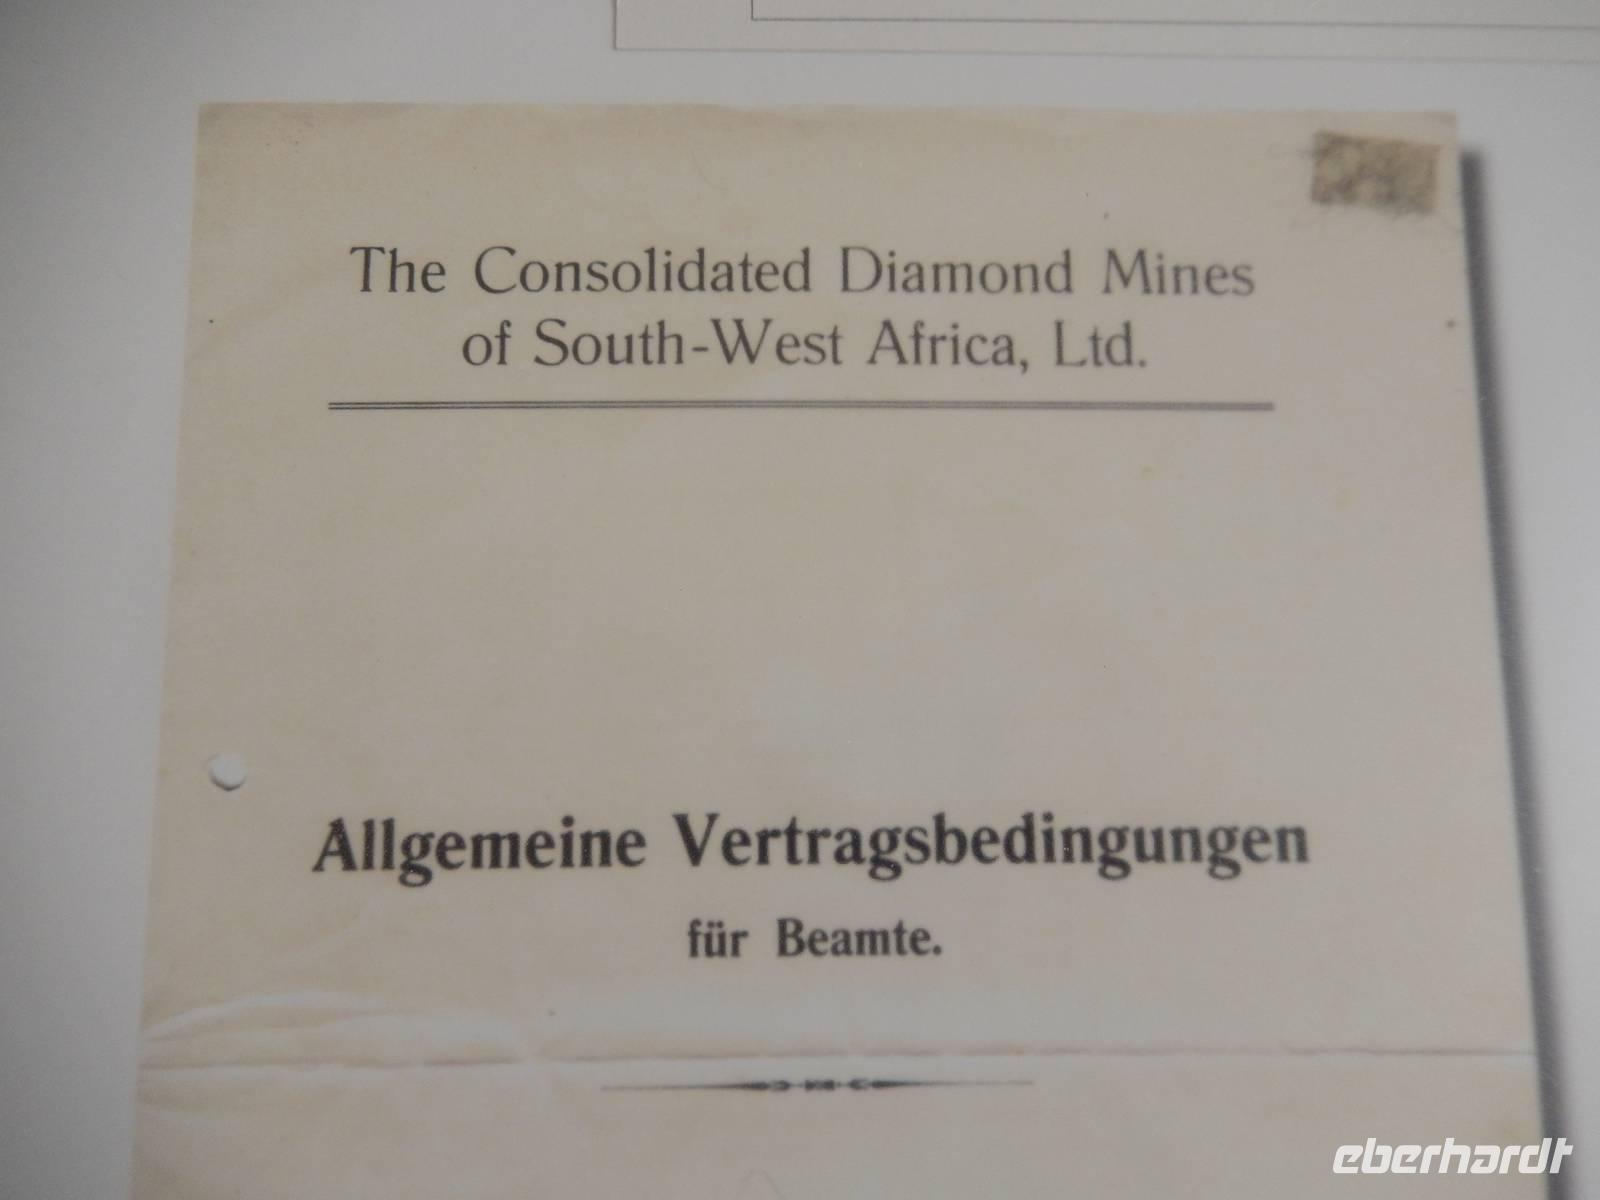 The Consolidated Diamond Mines
of South-West Africa, Ltd.
Allgemeine Vertragsbedingungen
für Beamte.
eberhardt